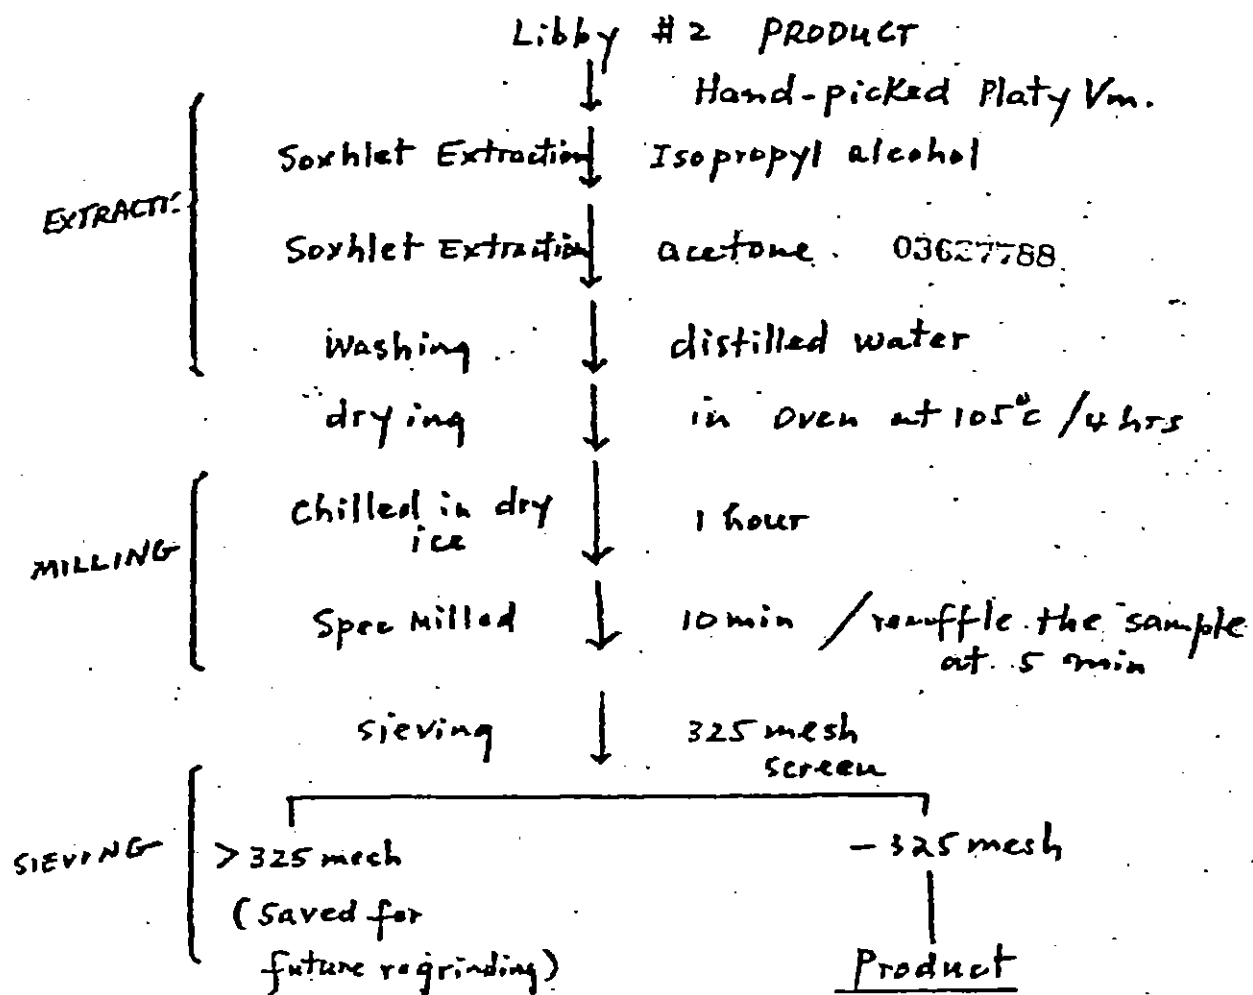 Libby #2 PRODUCT
Hand-picked Platy Vm.
Soxhlet Extraction Isopropyl alcohol
EXTRACTI
Soxhlet Extraction acetone. 03627788
Washing distilled water
drying in oven at 105°C / 4 hrs
Chilled in dry 1 hour
ice
MILLING
Spec Milled 10 min / the sample
at 5 min
sieving 325 mesh
screen
SIEVING > 325 mech - 325 mesh
(Saved for
future regrinding) Product